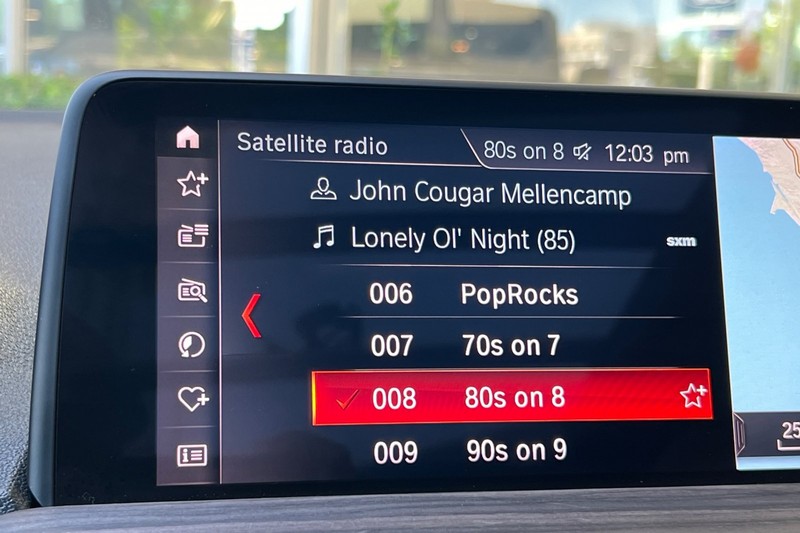 Satellite radio 80s on 8 12:03 pm
John Cougar Mellencamp
Lonely Ol' Night (85) sxm
006 PopRocks
007 70s on 7
008 80s on 8
009 90s on 9
25